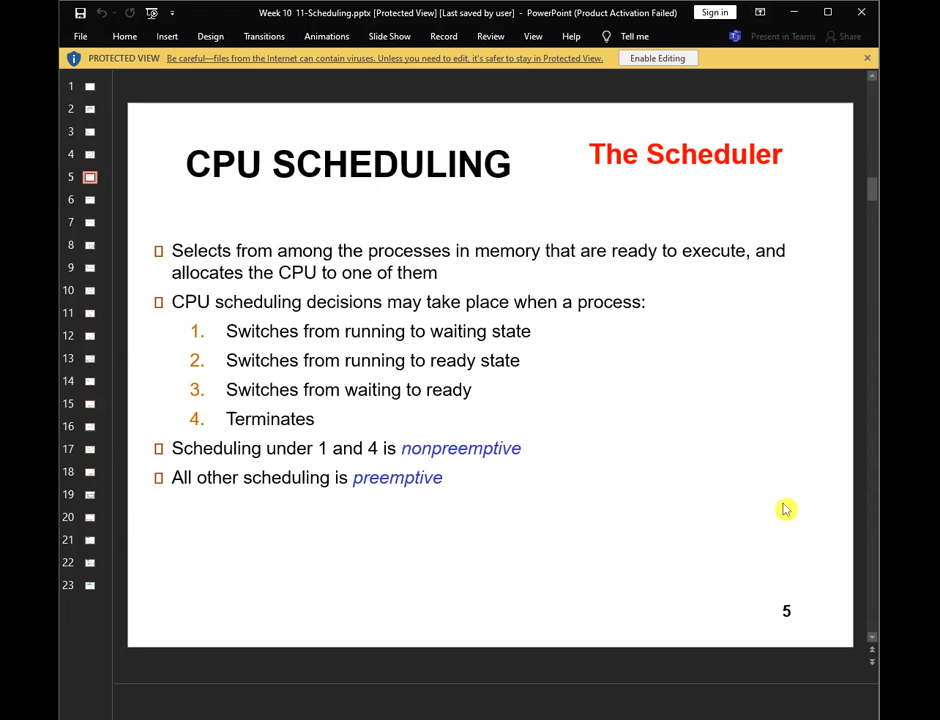 Week 10 11-Scheduling.pptx [Protected View] [Last saved by user] - PowerPoint (Product Activation Failed)
Sign in
File Home Insert Design Transitions Animations Slide Show Record Review View Help Tell me Present in Teams Share
PROTECTED VIEW Be careful—files from the Internet can contain viruses. Unless you need to edit, it's safer to stay in Protected View. Enable Editing
1
2
3
4
5
6
7
8
9
10
11
12
13
14
15
16
17
18
19
20
21
22
23
CPU SCHEDULING
The Scheduler
Selects from among the processes in memory that are ready to execute, and
allocates the CPU to one of them
CPU scheduling decisions may take place when a process:
1. Switches from running to waiting state
2. Switches from running to ready state
3. Switches from waiting to ready
4. Terminates
Scheduling under 1 and 4 is nonpreemptive
All other scheduling is preemptive
5